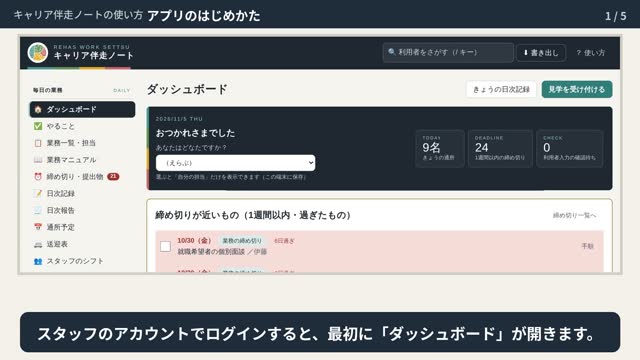 キャリア伴走ノートの使い方 アプリのはじめかた
1 / 5
REHAS WORK SETTSU
キャリア伴走ノート
利用者をさがす（/ キー）
書き出し
? 使い方
毎日の業務 DAILY
ダッシュボード
やること
業務一覧・担当
業務マニュアル
締め切り・提出物 21
日次記録
日次報告
通所予定
送迎表
スタッフのシフト
ダッシュボード
きょうの日次記録
見学を受け付ける
2026/11/5 THU
おつかれさまでした
あなたはどなたですか？
（えらぶ）
選ぶと「自分の担当」だけを表示できます（この端末に保存）
TODAY
9名
きょうの通所
DEADLINE
24
1週間以内の締め切り
CHECK
0
利用者入力の確認待ち
締め切りが近いもの（1週間以内・過ぎたもの）
締め切り一覧へ
10/30（金） 業務の締め切り 6日過ぎ
就職希望者の個別面談 ／伊藤
手順
スタッフのアカウントでログインすると、最初に「ダッシュボード」が開きます。